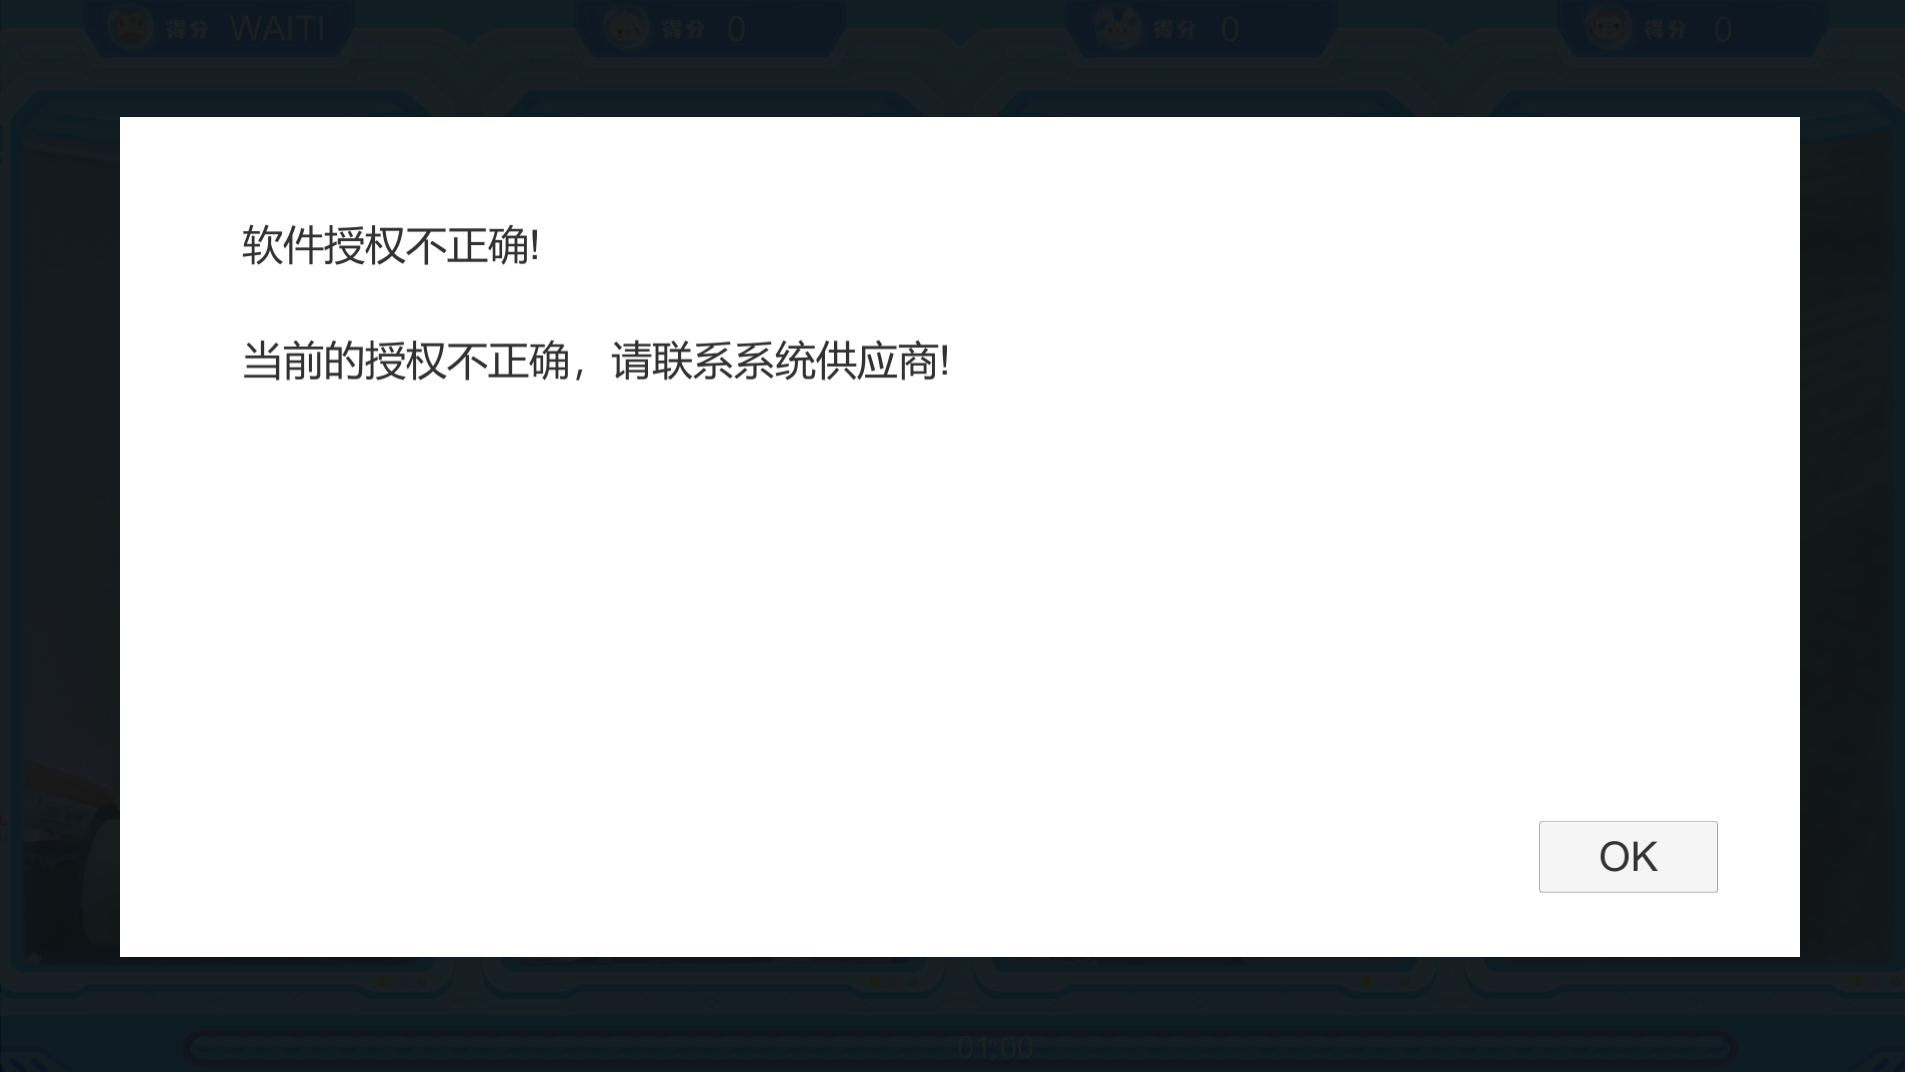 得分 WAITI 得分 0 得分 0 得分 0
软件授权不正确!
当前的授权不正确，请联系系统供应商!
OK
01:00